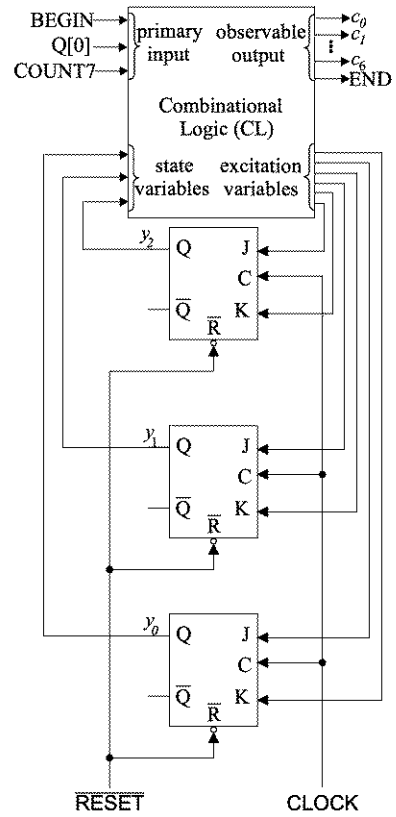 BEGIN
Q[0]
COUNT7
primary input
observable output
c₀
c₁
⋮
c₆
END
Combinational
Logic (CL)
state variables
excitation variables
y₂
Q
J
C
K
Q̅
R̅
y₁
Q
J
C
K
Q̅
R̅
y₀
Q
J
C
K
Q̅
R̅
R̅E̅S̅E̅T̅
CLOCK